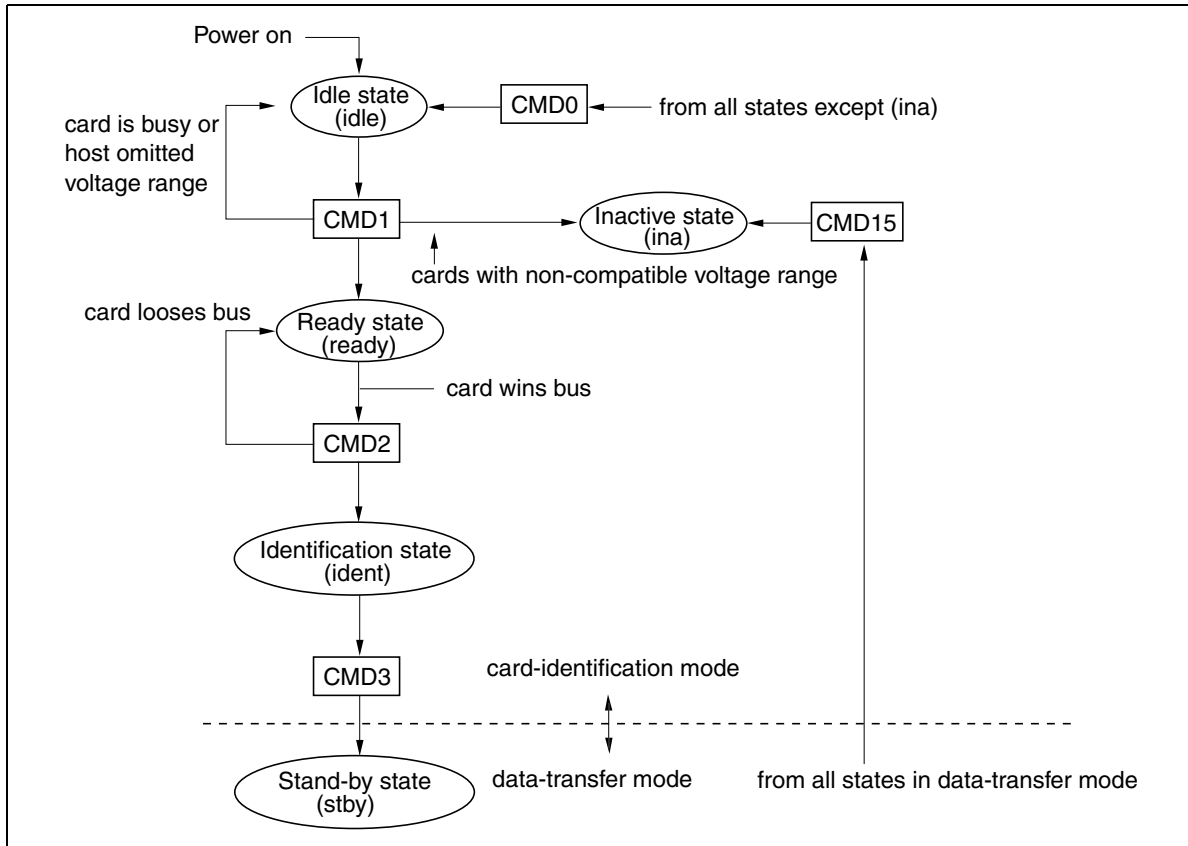 Power on
Idle state
(idle)
CMD0
from all states except (ina)
card is busy or
host omitted
voltage range
CMD1
Inactive state
(ina)
CMD15
cards with non-compatible voltage range
card looses bus
Ready state
(ready)
card wins bus
CMD2
Identification state
(ident)
CMD3
card-identification mode
Stand-by state
(stby)
data-transfer mode
from all states in data-transfer mode